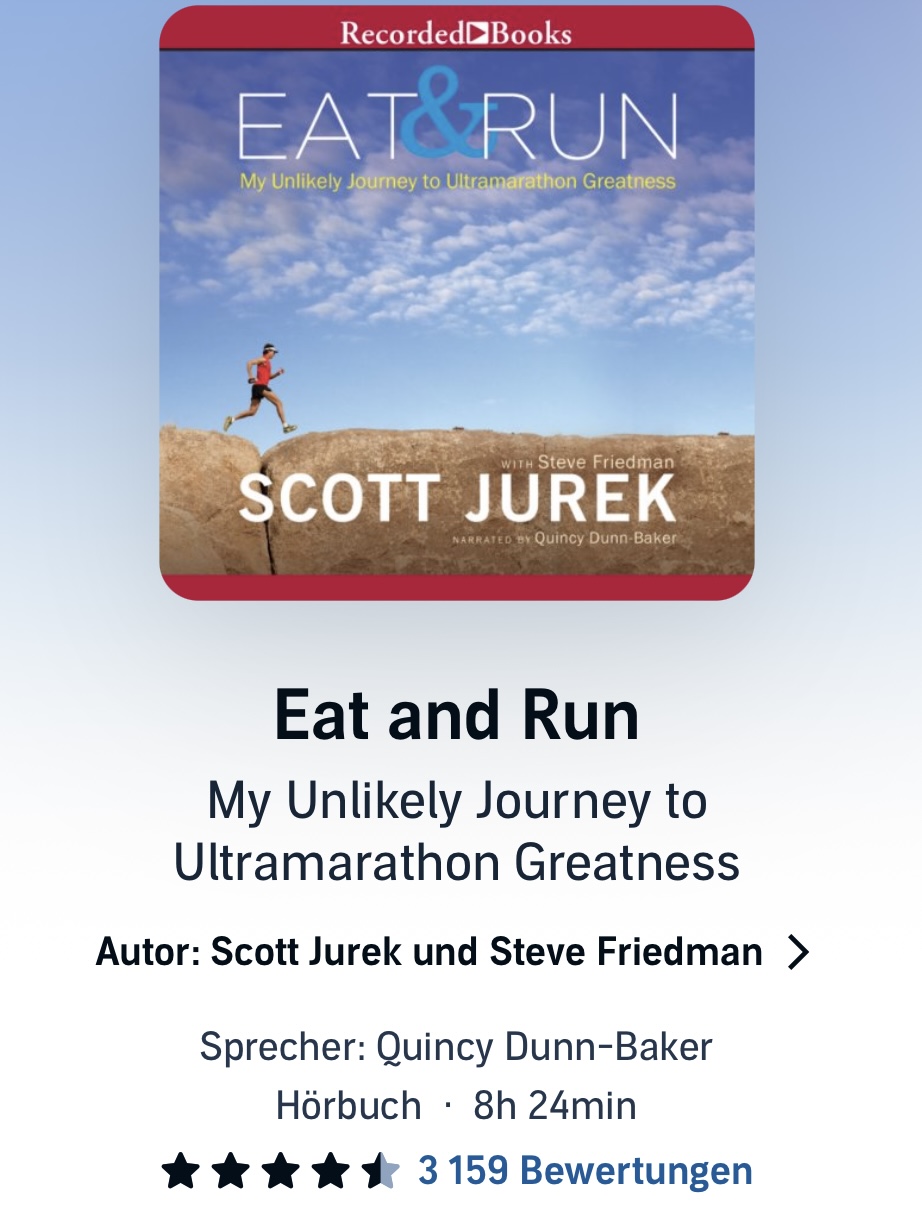 Recorded Books
EAT & RUN
My Unlikely Journey to Ultramarathon Greatness
WITH Steve Friedman
SCOTT JUREK
NARRATED BY Quincy Dunn-Baker
Eat and Run
My Unlikely Journey to
Ultramarathon Greatness
Autor: Scott Jurek und Steve Friedman
Sprecher: Quincy Dunn-Baker
Hörbuch · 8h 24min
3 159 Bewertungen